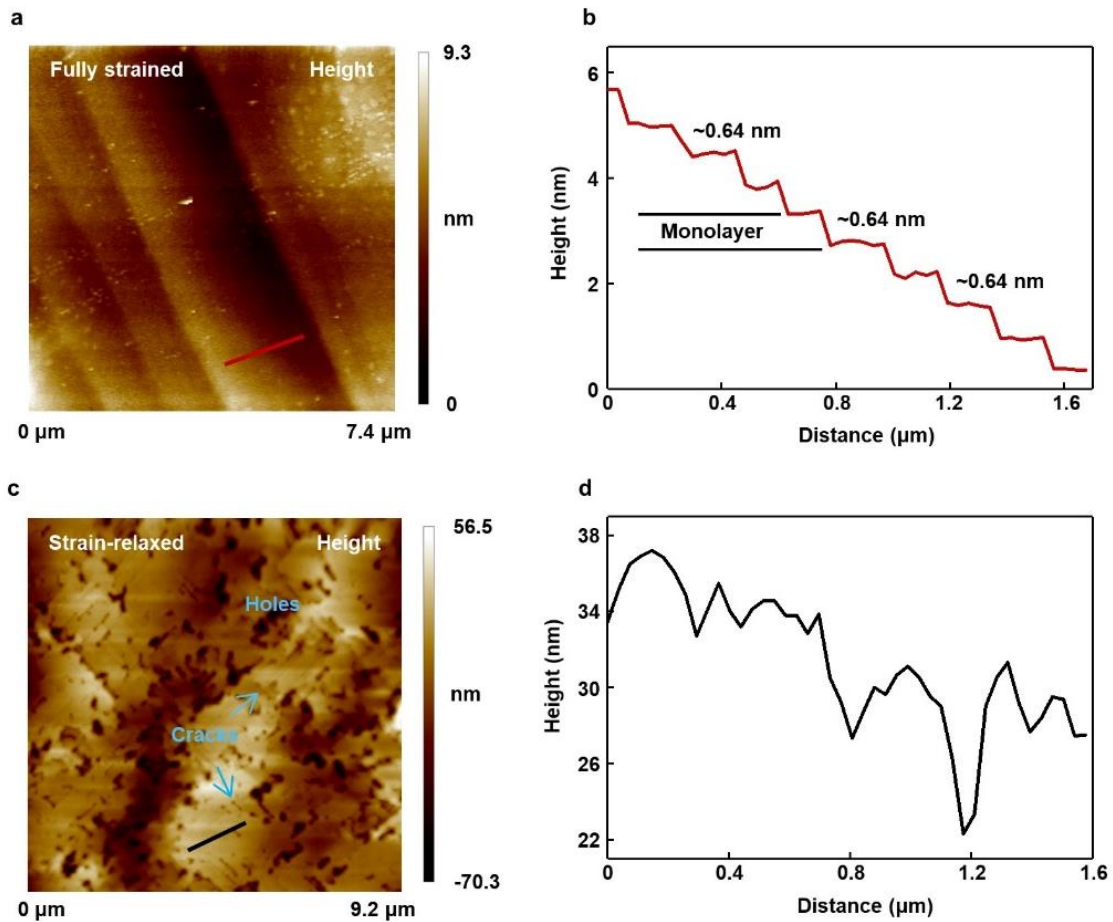 a
Fully strained
Height
9.3
nm
0
0 µm
7.4 µm
b
Height (nm)
6
4
2
0
~0.64 nm
~0.64 nm
~0.64 nm
Monolayer
0
0.4
0.8
1.2
1.6
Distance (µm)
c
Strain-relaxed
Height
Holes
Cracks
56.5
nm
-70.3
0 µm
9.2 µm
d
Height (nm)
38
34
30
26
22
0
0.4
0.8
1.2
1.6
Distance (µm)